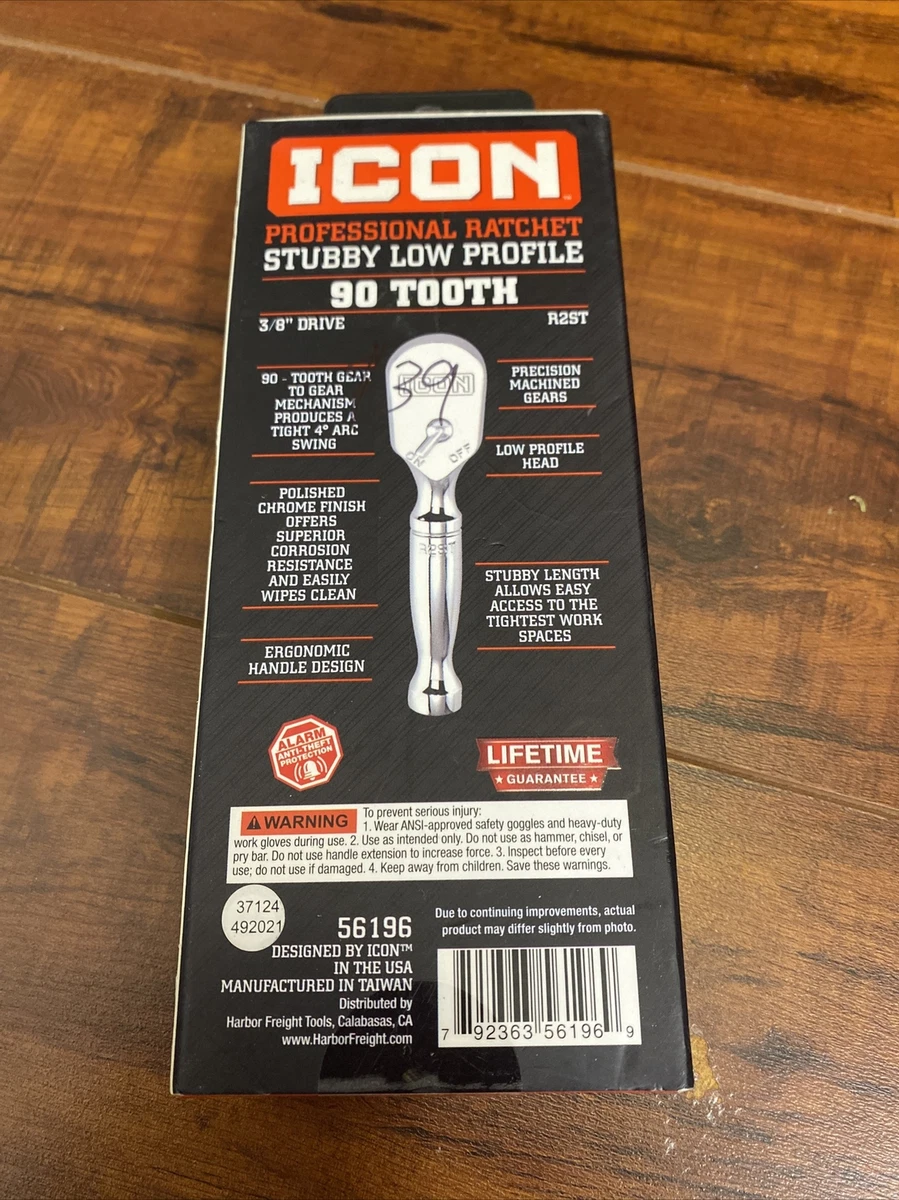 ICON
PROFESSIONAL RATCHET
STUBBY LOW PROFILE
90 TOOTH
3/8" DRIVE
R2ST
90 - TOOTH GEAR
TO GEAR
MECHANISM
PRODUCES A
TIGHT 4° ARC
SWING
POLISHED
CHROME FINISH
OFFERS
SUPERIOR
CORROSION
RESISTANCE
AND EASILY
WIPES CLEAN
ERGONOMIC
HANDLE DESIGN
ICON
39
ON
OFF
R2ST
PRECISION
MACHINED
GEARS
LOW PROFILE
HEAD
STUBBY LENGTH
ALLOWS EASY
ACCESS TO THE
TIGHTEST WORK
SPACES
ALARM
ANTI-THEFT
PROTECTION
LIFETIME
★ GUARANTEE ★
WARNING To prevent serious injury:
1. Wear ANSI-approved safety goggles and heavy-duty
work gloves during use. 2. Use as intended only. Do not use as hammer, chisel, or
pry bar. Do not use handle extension to increase force. 3. Inspect before every
use; do not use if damaged. 4. Keep away from children. Save these warnings.
37124
492021
56196
DESIGNED BY ICON™
IN THE USA
MANUFACTURED IN TAIWAN
Distributed by
Harbor Freight Tools, Calabasas, CA
www.HarborFreight.com
Due to continuing improvements, actual
product may differ slightly from photo.
7 92363 56196 9